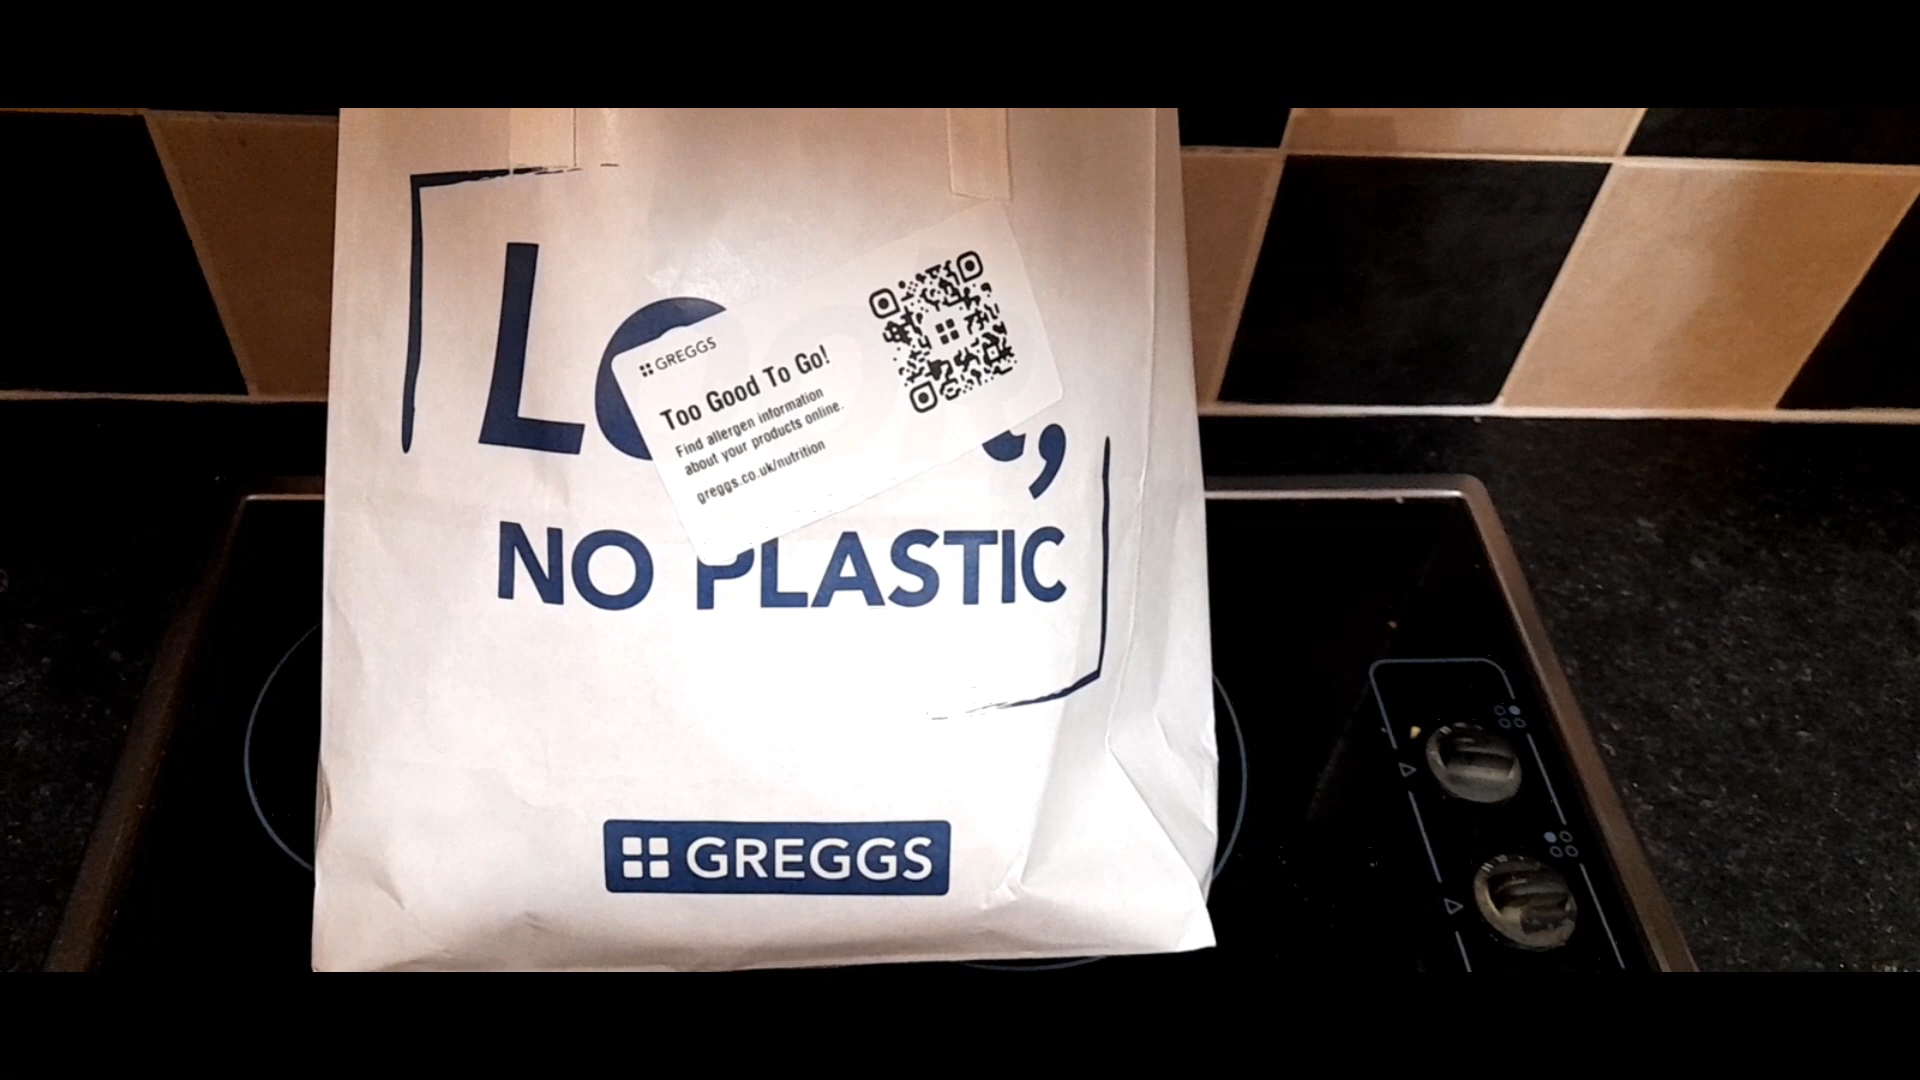 GREGGS
Too Good To Go!
Find allergen information
about your products online.
greggs.co.uk/nutrition
NO PLASTIC
GREGGS